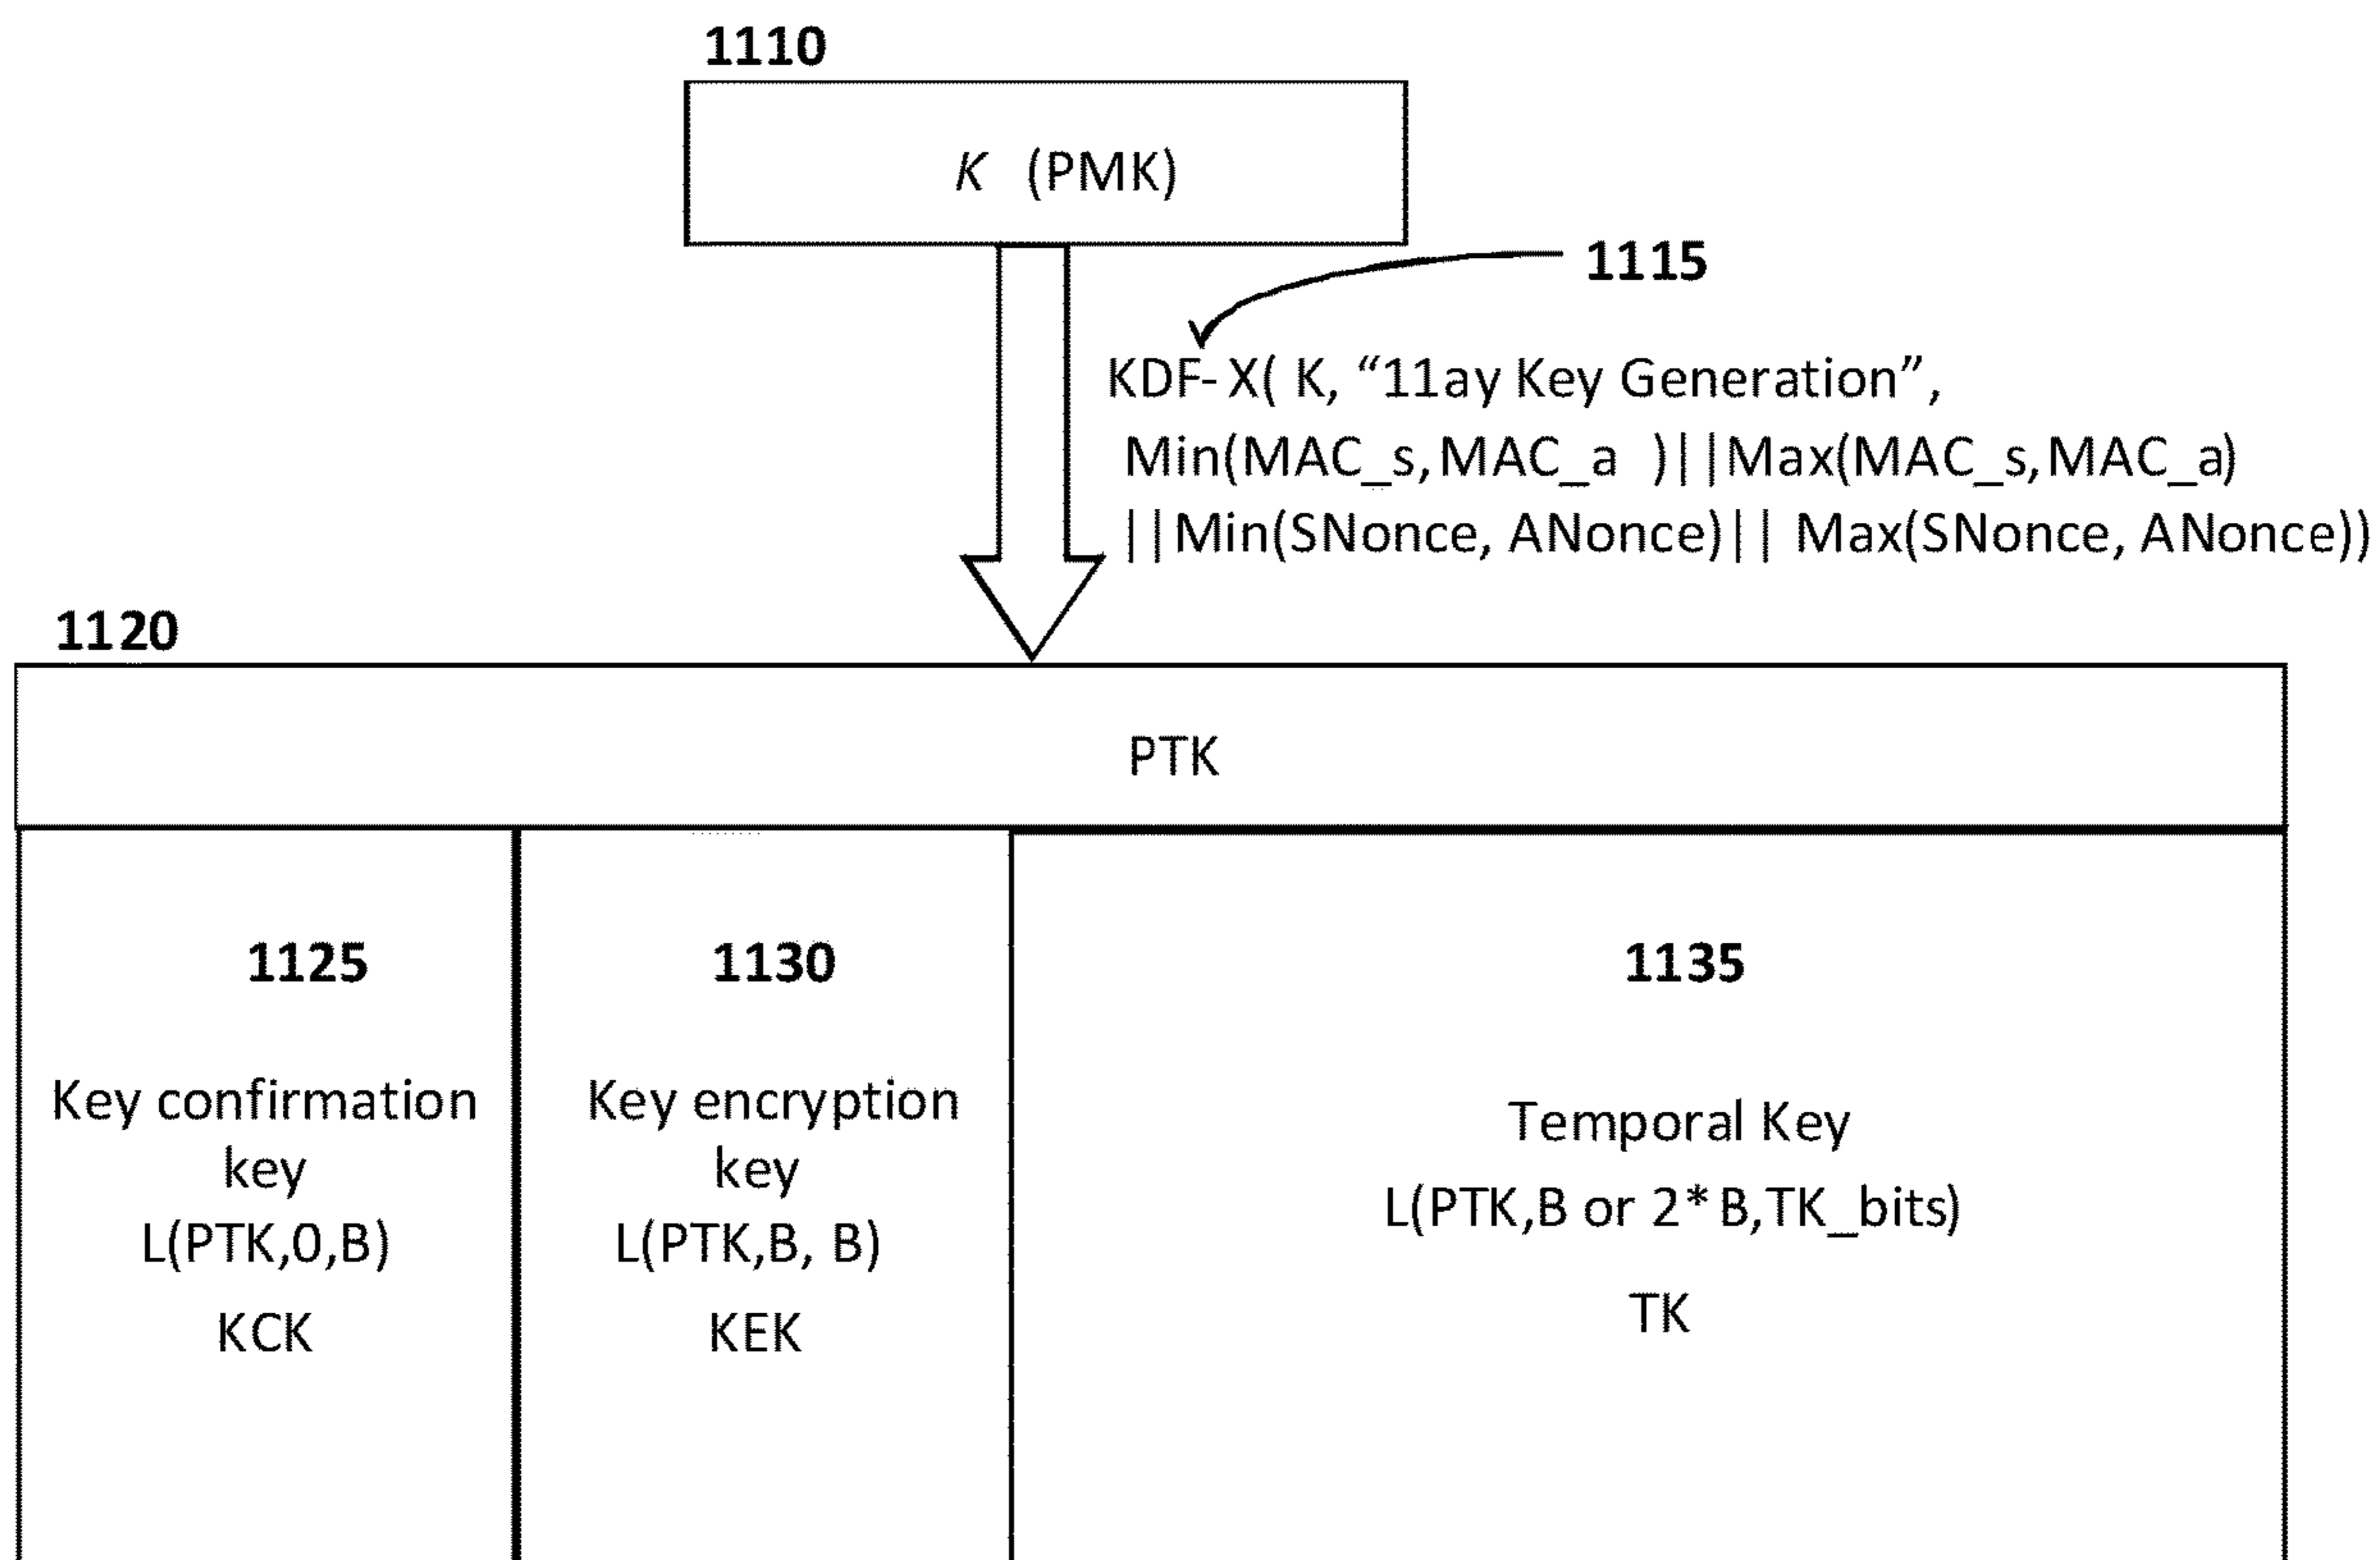 1110
K (PMK)
1115
KDF-X( K, “11ay Key Generation”,
Min(MAC_s,MAC_a )||Max(MAC_s,MAC_a)
||Min(SNonce, ANonce)|| Max(SNonce, ANonce))
1120
PTK
1125
Key confirmation
key
L(PTK,0,B)
KCK
1130
Key encryption
key
L(PTK,B, B)
KEK
1135
Temporal Key
L(PTK,B or 2*B,TK_bits)
TK